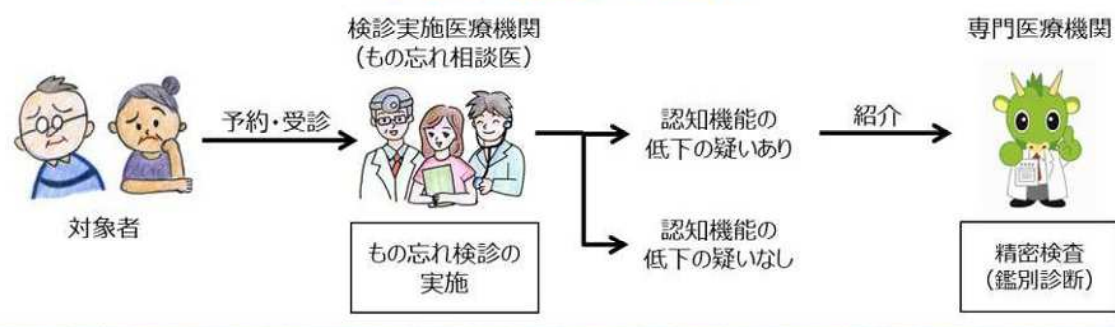 検診実施医療機関
（もの忘れ相談医）
専門医療機関
予約・受診
認知機能の
低下の疑いあり
紹介
対象者
もの忘れ検診の
実施
認知機能の
低下の疑いなし
精密検査
（鑑別診断）